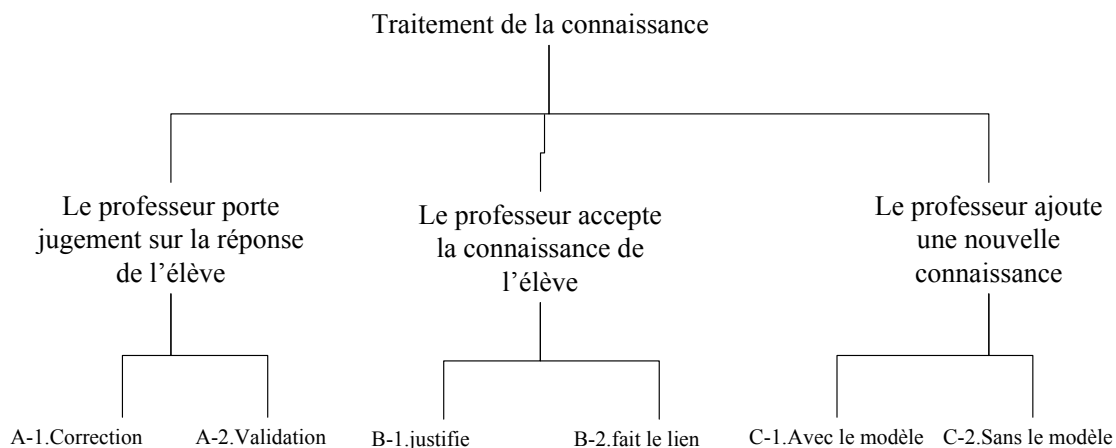 Traitement de la connaissance
Le professeur porte
jugement sur la réponse
de l’élève
Le professeur accepte
la connaissance de
l’élève
Le professeur ajoute
une nouvelle
connaissance
A-1.Correction
A-2.Validation
B-1.justifie
B-2.fait le lien
C-1.Avec le modèle
C-2.Sans le modèle